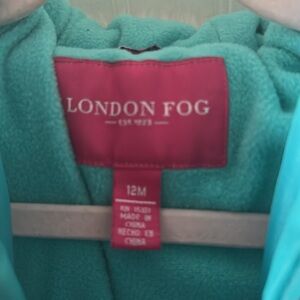 LONDON FOG
12M
MADE IN
CHINA
HECHO EN
CHINA